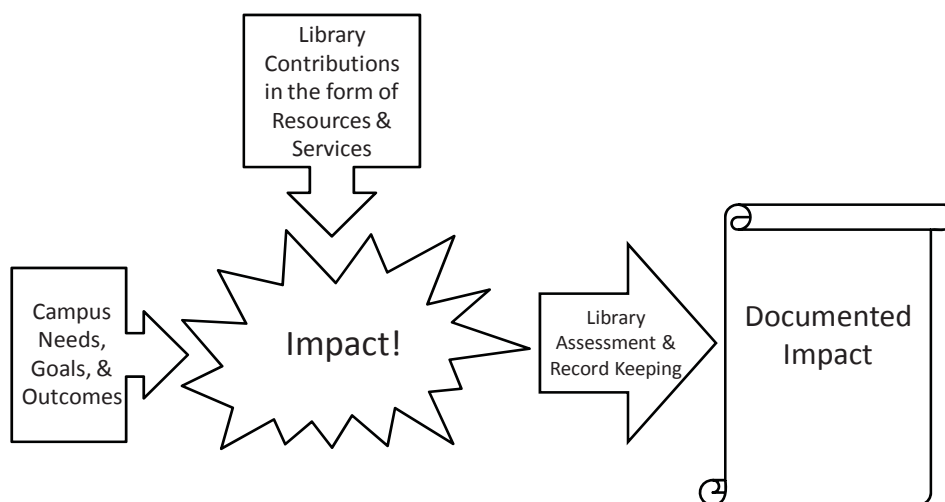 Library
Contributions
in the form of
Resources &
Services
Campus
Needs,
Goals, &
Outcomes
Impact!
Library
Assessment &
Record Keeping
Documented
Impact